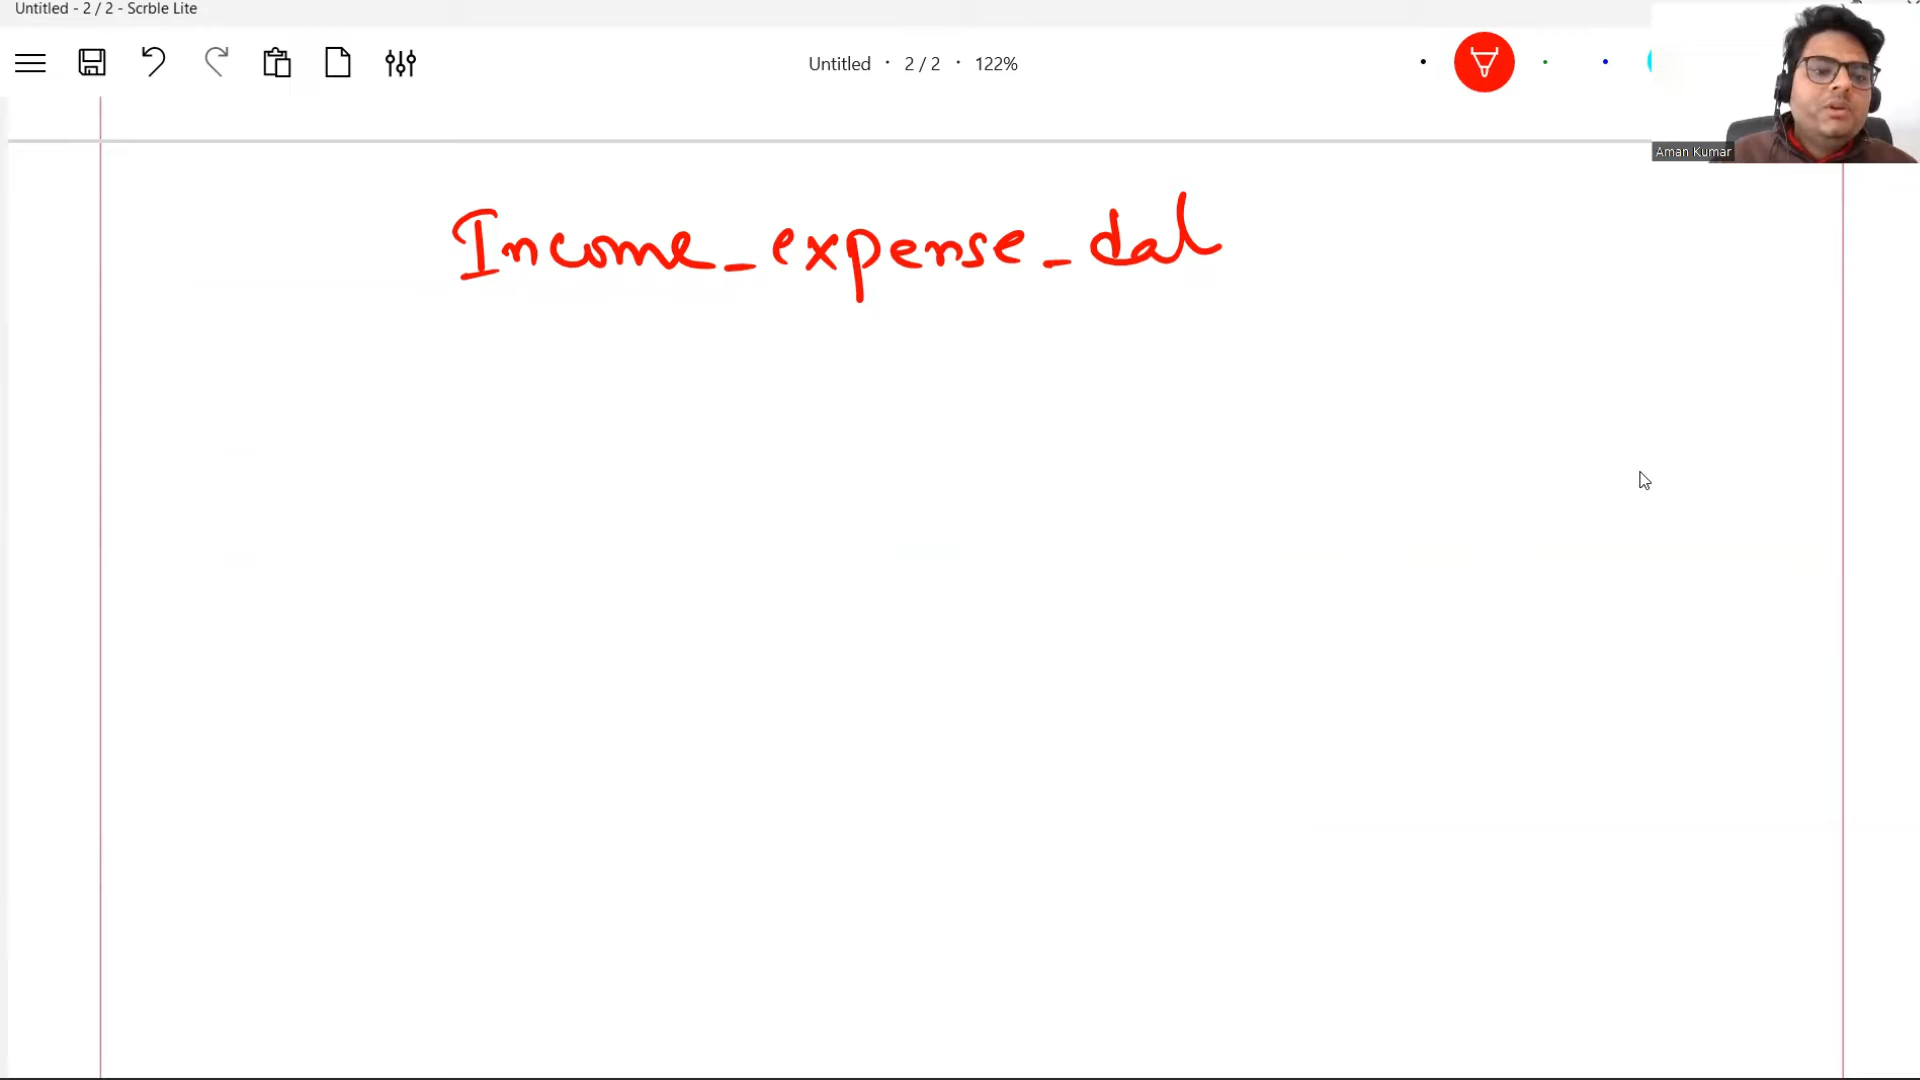 Untitled - 2 / 2 - Scrble Lite
Untitled · 2 / 2 · 122%
Aman Kumar
Income_expense_dal